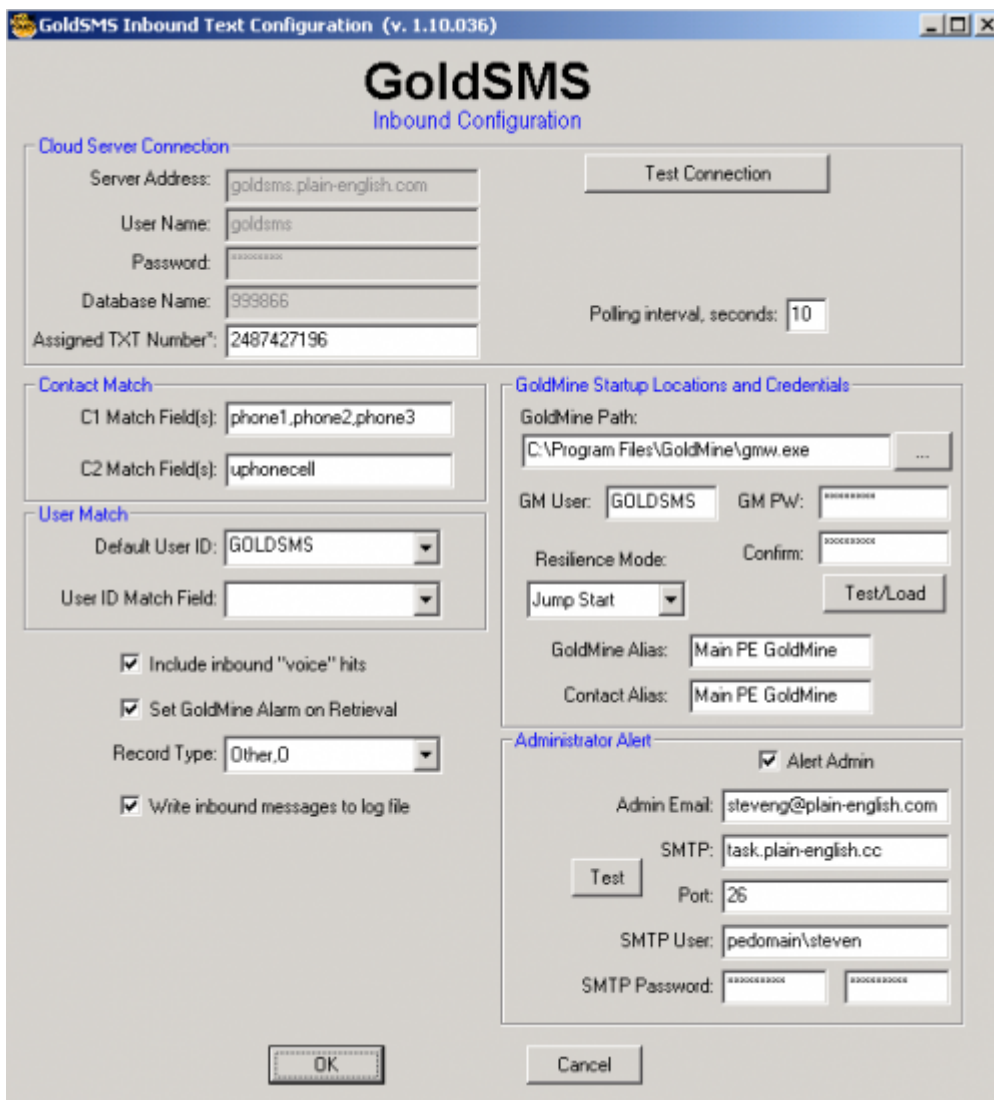 GoldSMS Inbound Text Configuration (v. 1.10.036)
GoldSMS
Inbound Configuration
Cloud Server Connection
Server Address: goldsms.plain-english.com
Test Connection
User Name: goldsms
Password: *********
Database Name: 999866
Polling interval, seconds: 10
Assigned TXT Number*: 2487427196
Contact Match
C1 Match Field(s): phone1,phone2,phone3
C2 Match Field(s): uphonecell
User Match
Default User ID: GOLDSMS
User ID Match Field:
Include inbound "voice" hits
Set GoldMine Alarm on Retrieval
Record Type: Other,O
Write inbound messages to log file
GoldMine Startup Locations and Credentials
GoldMine Path:
C:\Program Files\GoldMine\gmw.exe
...
GM User: GOLDSMS GM PW: *********
Confirm: *********
Resilience Mode:
Jump Start
Test/Load
GoldMine Alias: Main PE GoldMine
Contact Alias: Main PE GoldMine
Administrator Alert
Alert Admin
Admin Email: steveng@plain-english.com
SMTP: task.plain-english.cc
Test
Port: 26
SMTP User: pedomain\steven
SMTP Password: ********** **********
OK
Cancel